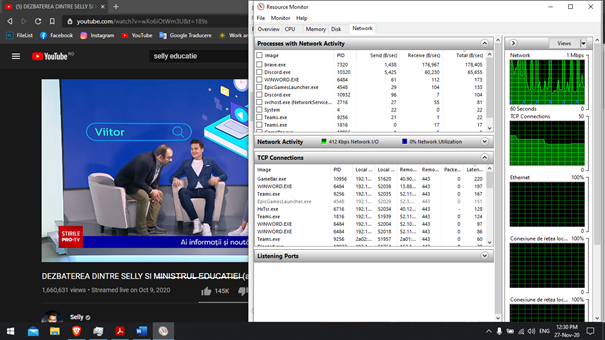 (5) DEZBATEREA DINTRE SELLY SI
youtube.com/watch?v=wXo6iOtWm3U&t=189s
FileList
Facebook
Instagram
YouTube
Google Traducere
Work an
YouTube RO
selly educatie
Viitor
ȘTIRILE
PRO•TV
Ai informații și noută
DEZBATEREA DINTRE SELLY SI MINISTRUL EDUCATIEI (a
1,660,631 views • Streamed live on Oct 9, 2020
145K
Selly
Resource Monitor
File Monitor Help
Overview CPU Memory Disk Network
Processes with Network Activity
Image PID Send (B/sec) Receive (B/sec) Total (B/sec)
brave.exe 7320 1,438 176,967 178,405
Discord.exe 10320 5,425 60,230 65,655
WINWORD.EXE 6484 61 112 173
EpicGamesLauncher.exe 4548 29 104 133
Discord.exe 10932 96 7 104
svchost.exe (NetworkService... 2716 27 55 81
System 4 22 0 22
Teams.exe 9256 21 1 22
Teams.exe 1816 0 17 17
Network Activity 412 Kbps Network I/O 0% Network Utilization
TCP Connections
Image PID Local ... Local ... Remo... Remo... Packe... Laten...
GameBar.exe 10956 192.1... 51620 40.90... 443 0 220
WINWORD.EXE 6484 192.1... 52038 13.88... 443 0 197
Teams.exe 9256 192.1... 52035 52.11... 443 0 167
EpicGamesLauncher.exe 4548 192.1... 52029 52.3... 443 - 151
HxTsr.exe 6716 192.1... 52034 40.12... 443 - 128
Teams.exe 1816 192.1... 51939 52.11... 443 0 124
WINWORD.EXE 6484 192.1... 52020 52.10... 443 0 97
WINWORD.EXE 6484 192.1... 52018 52.11... 443 0 86
Teams.exe 9256 2a02... 51957 2a01... 443 0 60
Listening Ports
Views
Network 1 Mbps
60 Seconds 0
TCP Connections 50
0
Ethernet 100%
0
Conexiune de retea loc... 100%
0
Conexiune de retea loc... 100%
ENG
12:30 PM
27-Nov-20